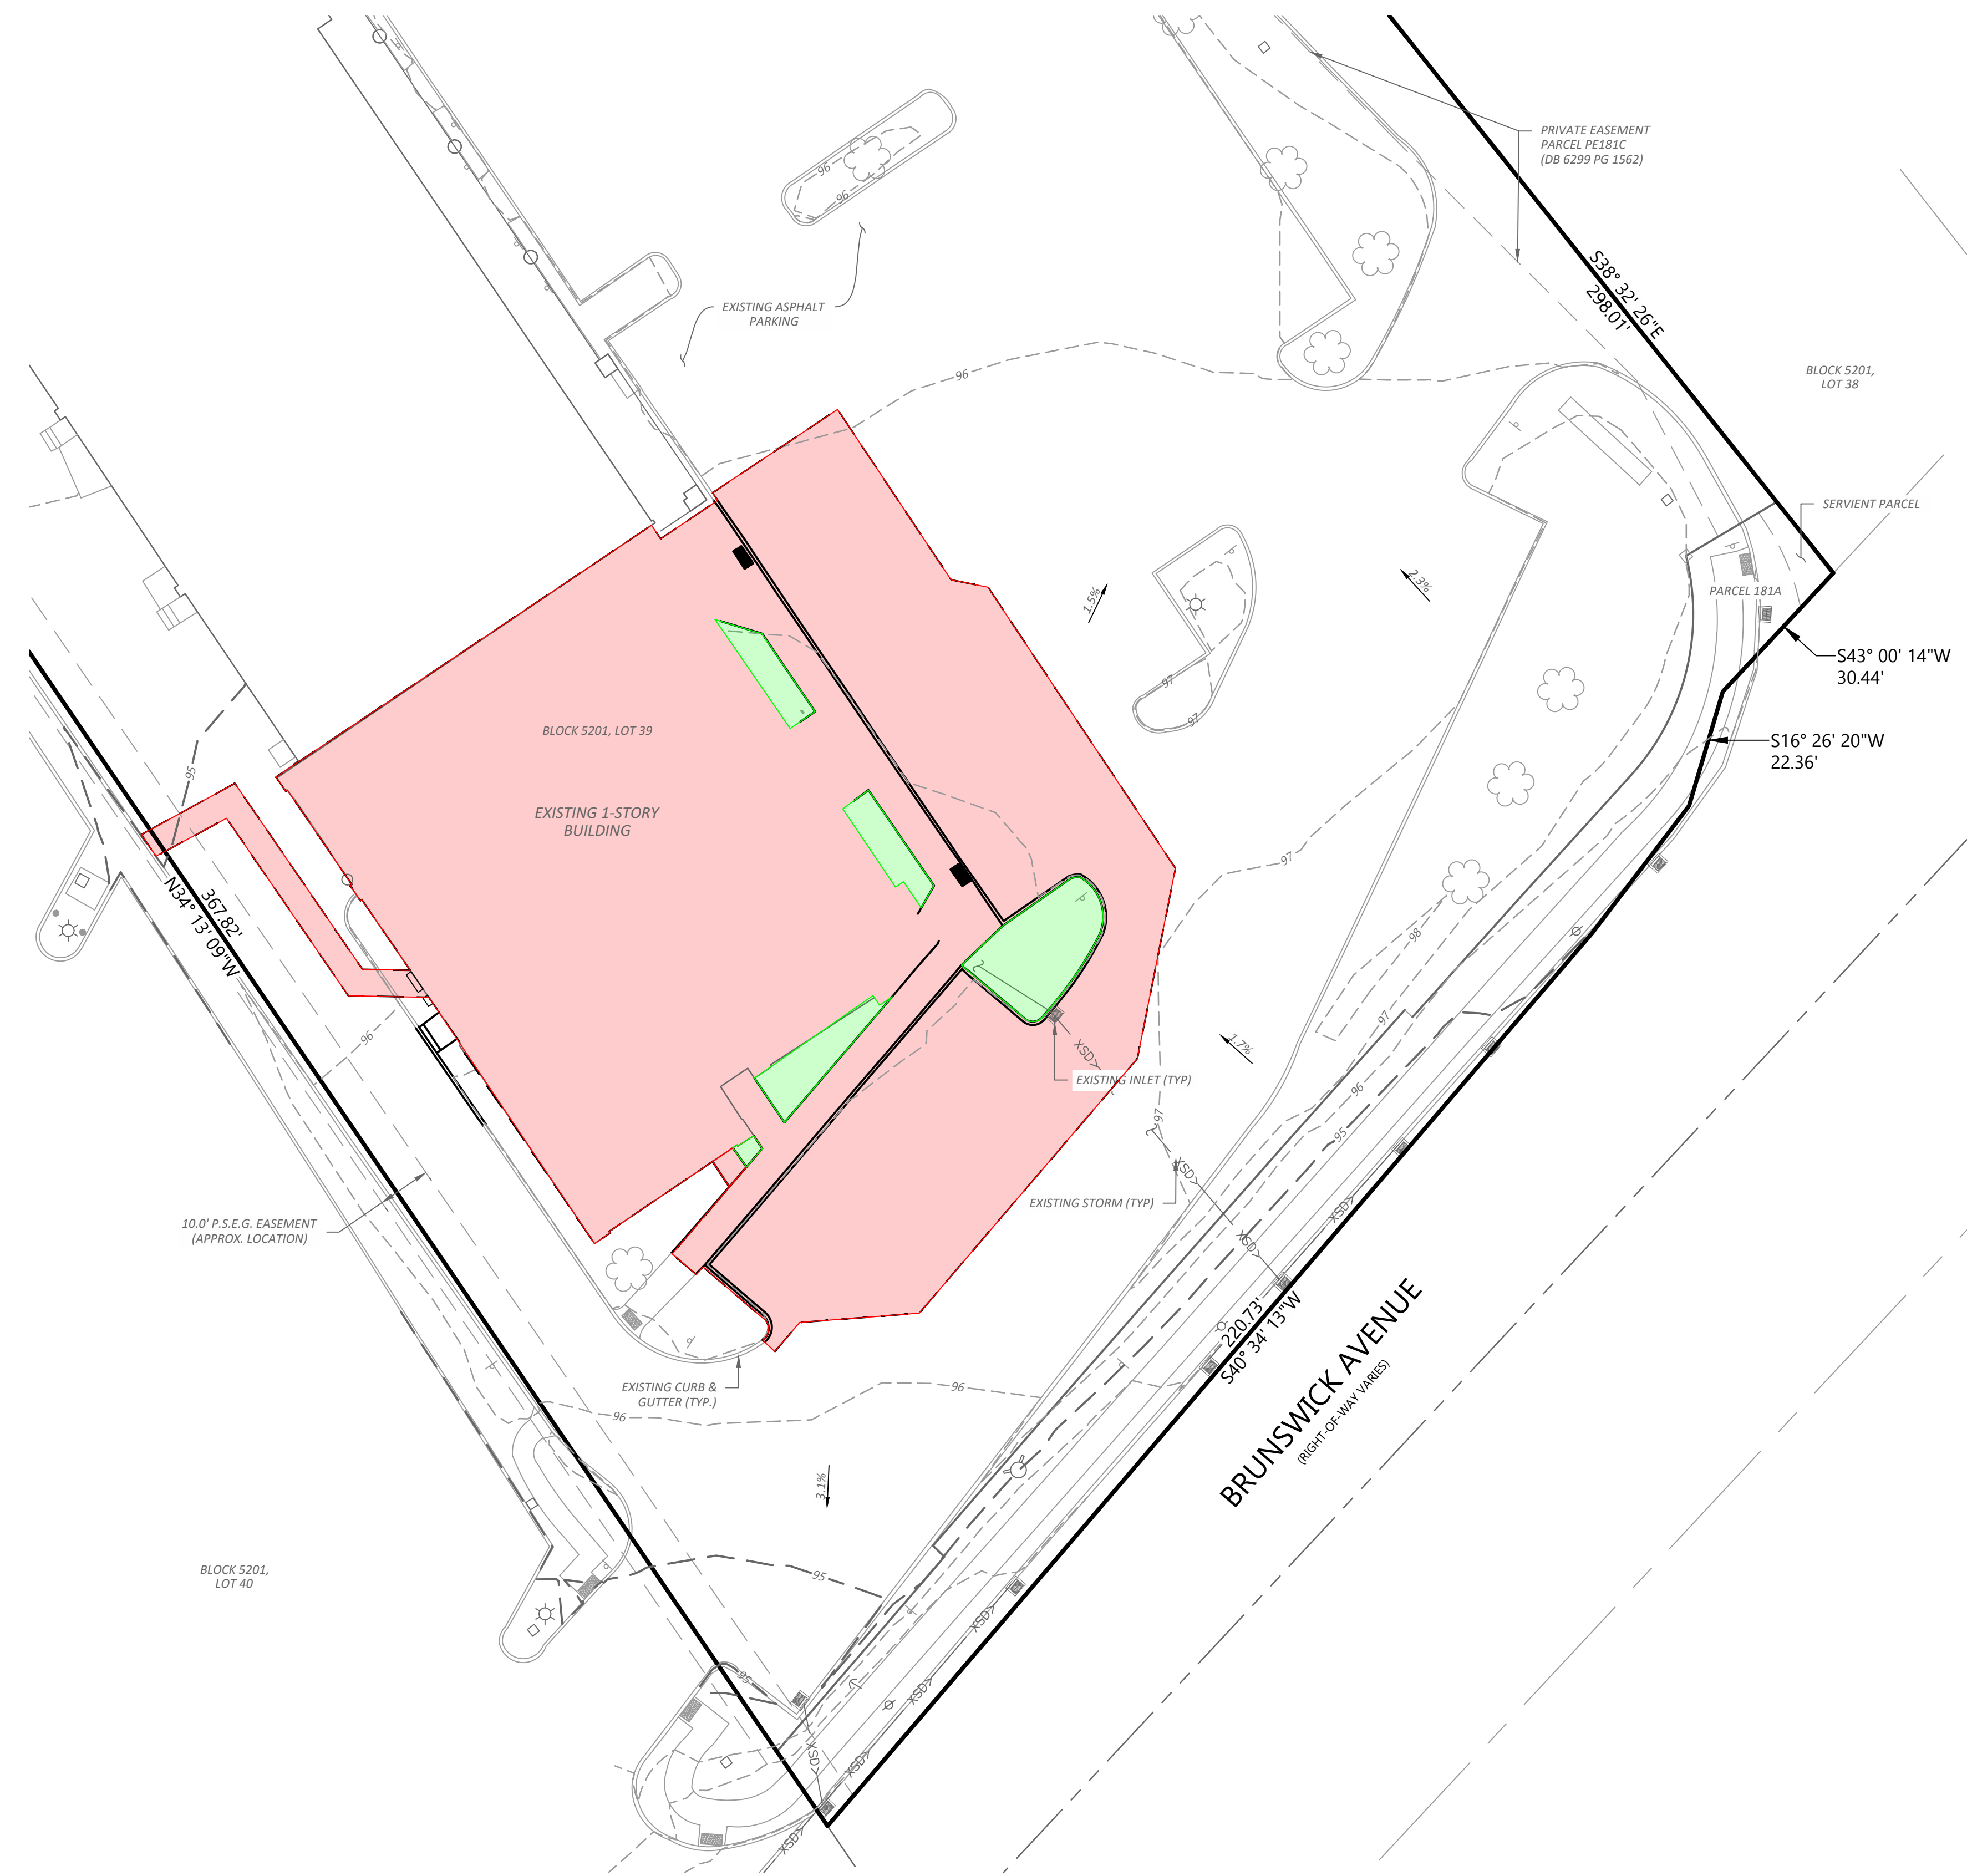 PRIVATE EASEMENT
PARCEL PE181C
(DB 6299 PG 1562)
96
96
S38° 32' 26"E
298.01'
EXISTING ASPHALT
PARKING
96
BLOCK 5201,
LOT 38
SERVIENT PARCEL
2.3%
1.5%
PARCEL 181A
S43° 00' 14"W
30.44'
97
97
S16° 26' 20"W
22.36'
BLOCK 5201, LOT 39
95
EXISTING 1-STORY
BUILDING
97
367.82'
N34° 13' 09"W
98
97
96
XSD
1.7%
EXISTING INLET (TYP)
96
97
95
XSD
EXISTING STORM (TYP)
XSD
10.0' P.S.E.G. EASEMENT
(APPROX. LOCATION)
XSD
220.73'
S40° 34' 13"W
EXISTING CURB &
GUTTER (TYP.)
96
96
BRUNSWICK AVENUE
(RIGHT-OF-WAY VARIES)
3.1%
BLOCK 5201,
LOT 40
95
XSD
95
XSD
XSD
XSD
XSD